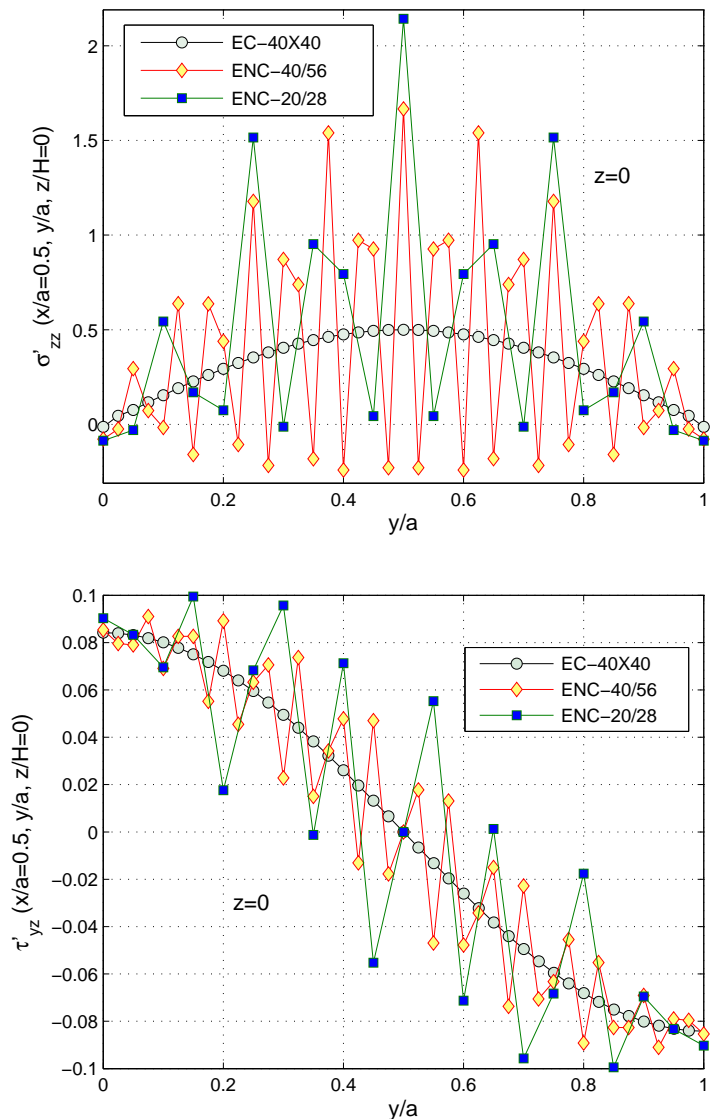 σ'zz (x/a=0.5, y/a, z/H=0)
2
1.5
1
0.5
0
EC−40X40
ENC−40/56
ENC−20/28
z=0
0 0.2 0.4 0.6 0.8 1
y/a
τ'yz (x/a=0.5, y/a, z/H=0)
0.1
0.08
0.06
0.04
0.02
0
−0.02
−0.04
−0.06
−0.08
−0.1
EC−40X40
ENC−40/56
ENC−20/28
z=0
0 0.2 0.4 0.6 0.8 1
y/a